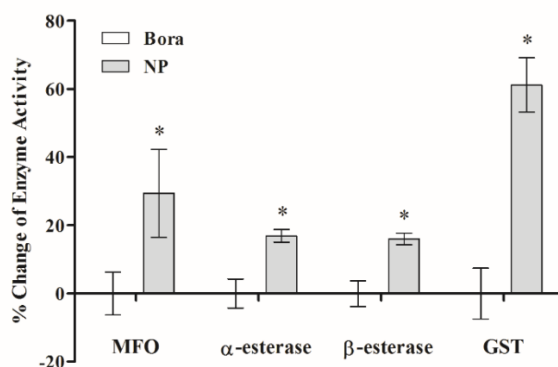 % Change of Enzyme Activity
80
60
40
20
0
-20
Bora
NP
*
*
*
*
MFO
α-esterase
β-esterase
GST